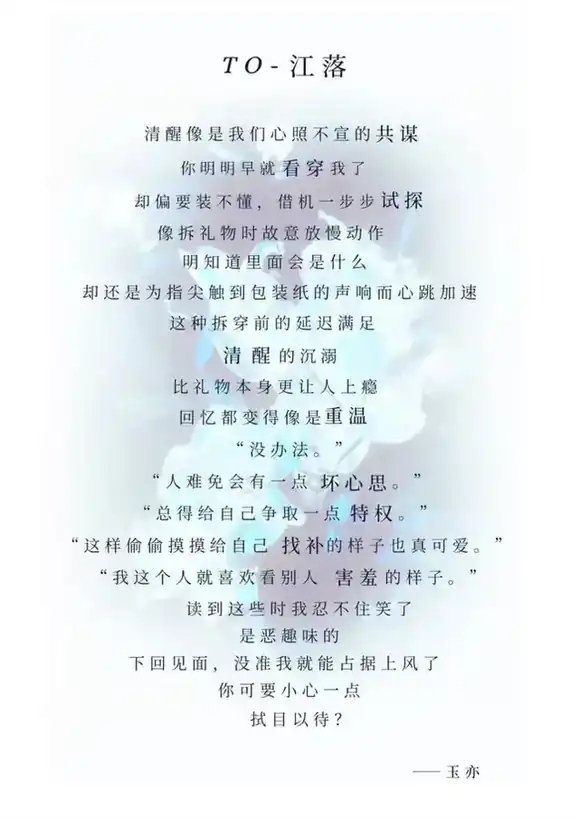 TO-江落
清醒像是我们心照不宣的共谋
你明明早就看穿我了
却偏要装不懂，借机一步步试探
像拆礼物时故意放慢动作
明知道里面会是什么
却还是为指尖触到包装纸的声响而心跳加速
这种拆穿前的延迟满足
清醒的沉溺
比礼物本身更让人上瘾
回忆都变得像是重温
“没办法。”
“人难免会有一点 坏心思。”
“总得给自己争取一点 特权。”
“这样偷偷摸摸给自己 找补的样子也真可爱。”
“我这个人就喜欢看别人 害羞的样子。”
读到这些时我忍不住笑了
是恶趣味的
下回见面，没准我就能占据上风了
你可要小心一点
拭目以待？
——玉亦